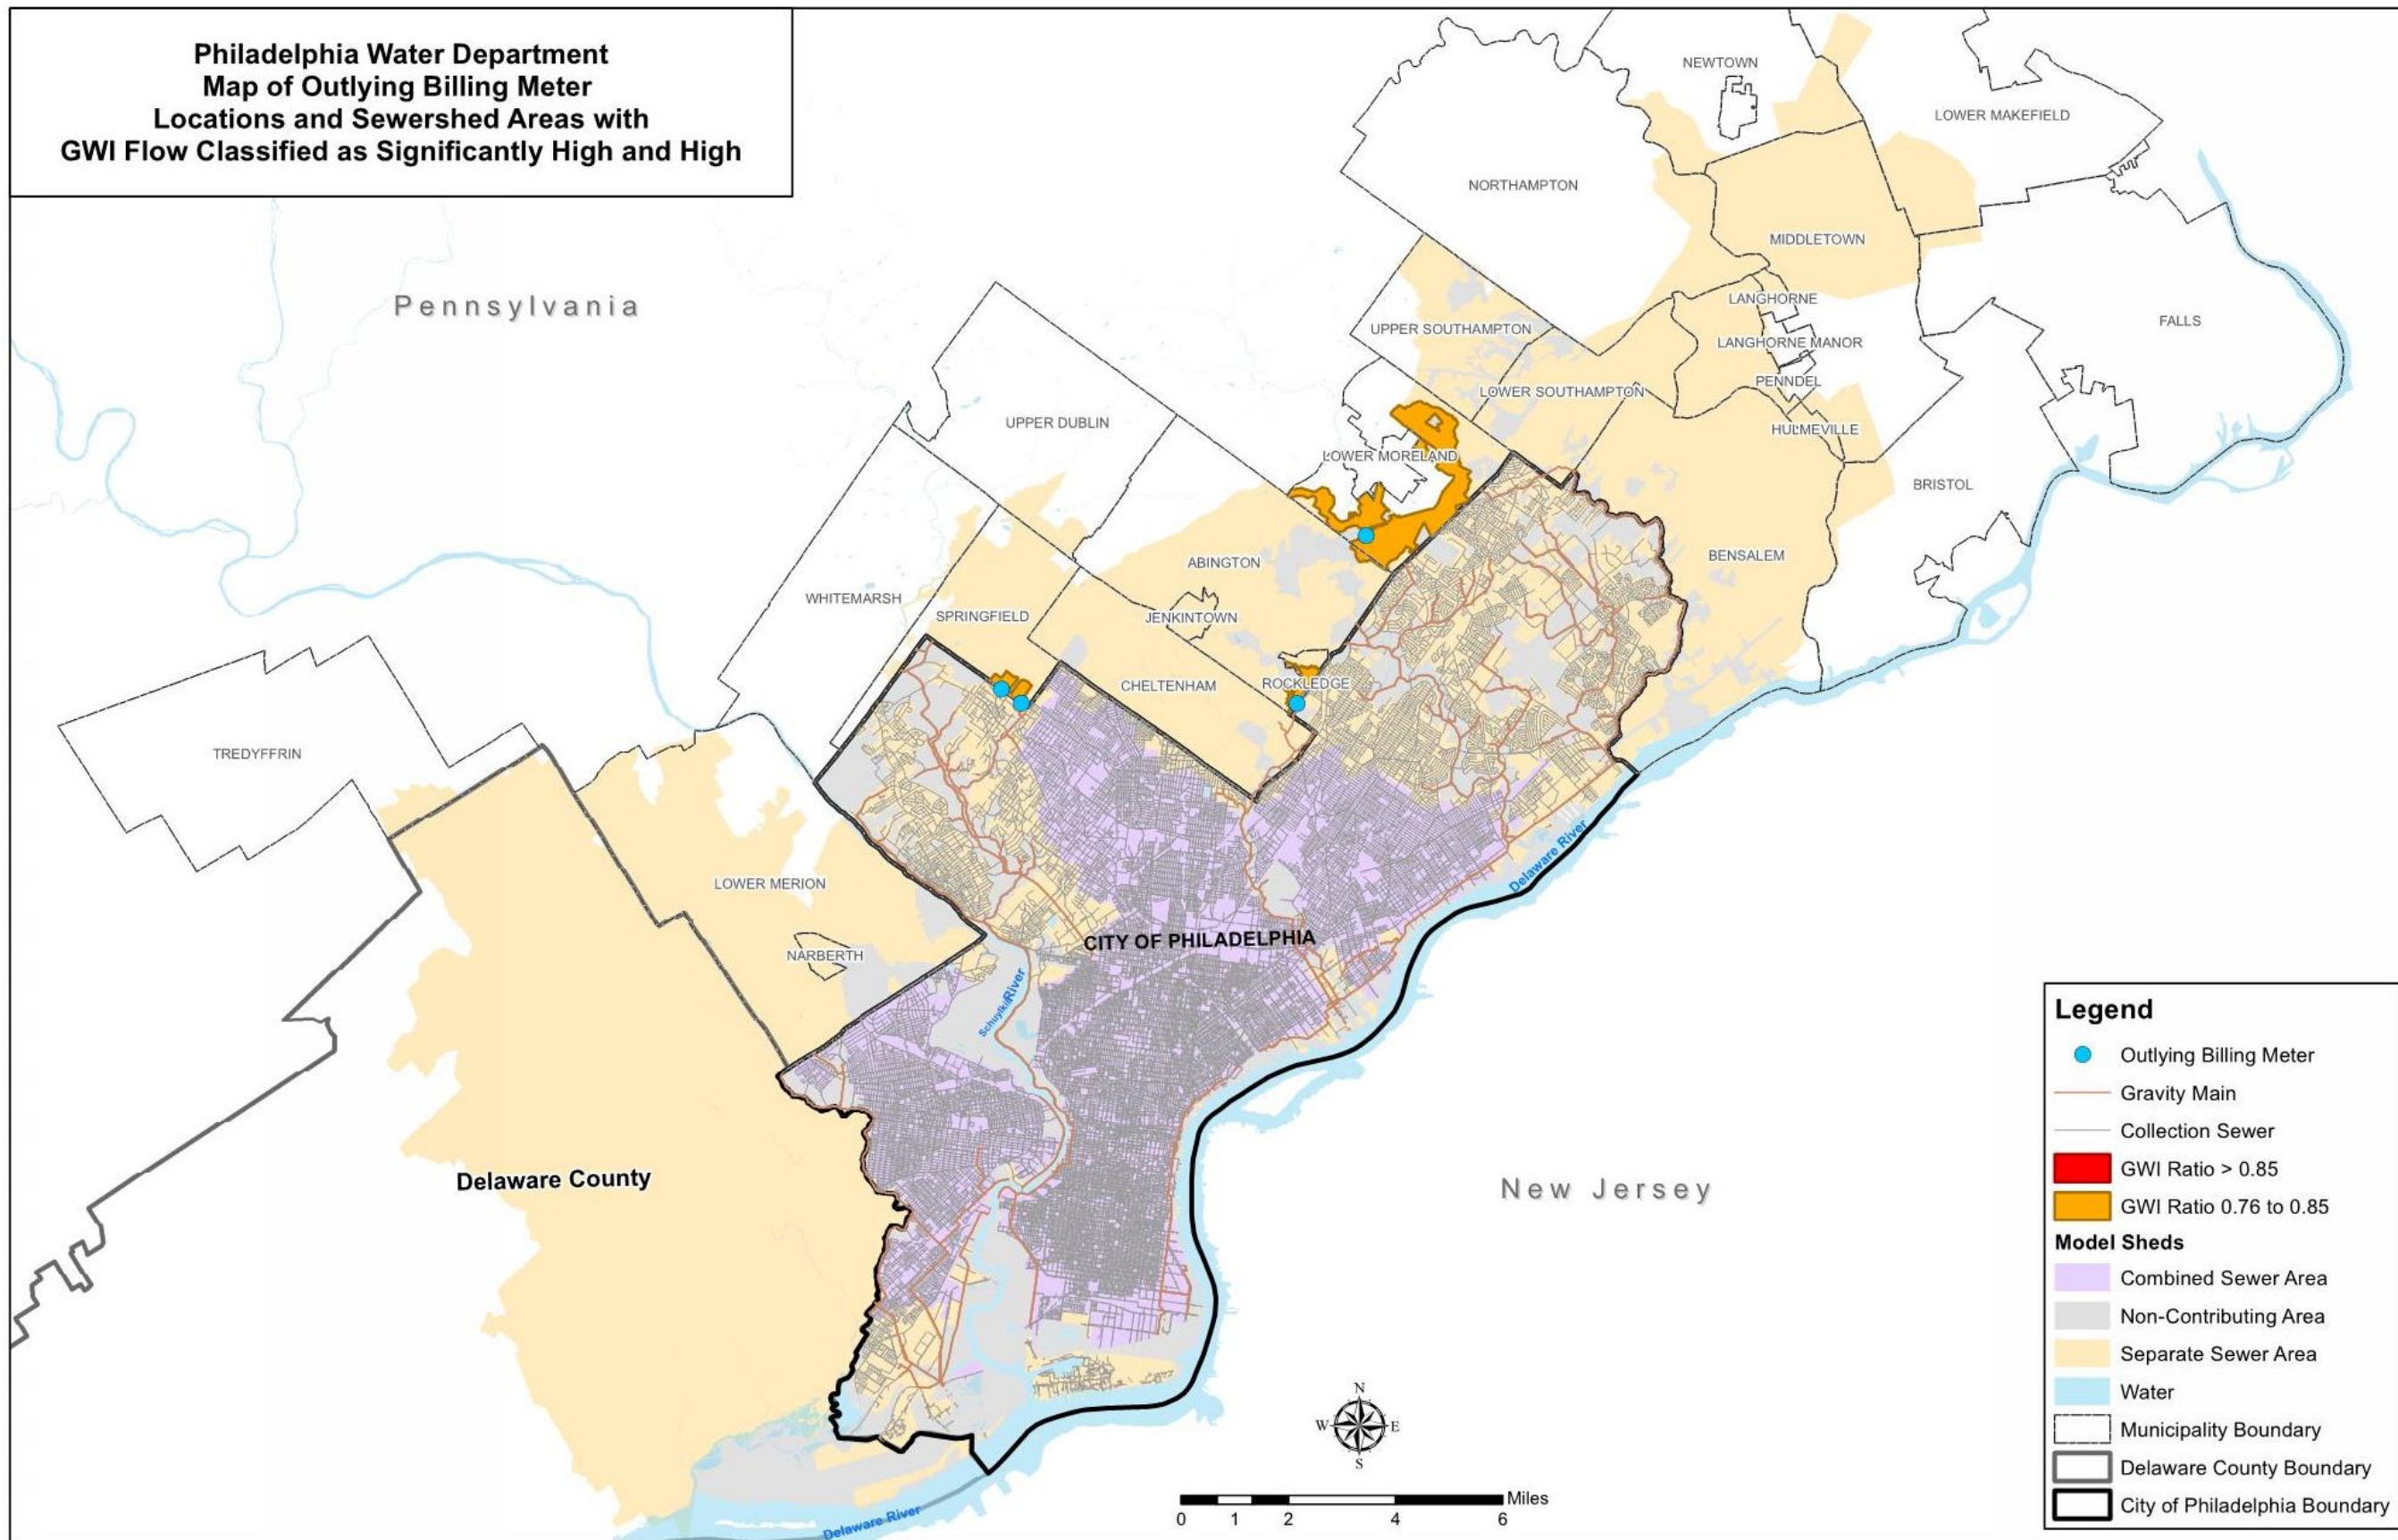 Philadelphia Water Department
Map of Outlying Billing Meter
Locations and Sewershed Areas with
GWI Flow Classified as Significantly High and High
NEWTOWN
LOWER MAKEFIELD
NORTHAMPTON
MIDDLETOWN
Pennsylvania
LANGHORNE
UPPER SOUTHAMPTON
FALLS
LANGHORNE MANOR
PENNDEL
LOWER SOUTHAMPTON
UPPER DUBLIN
HULMEVILLE
LOWER MORELAND
BRISTOL
BENSALEM
ABINGTON
WHITEMARSH
SPRINGFIELD
JENKINTOWN
CHELTENHAM
ROCKLEDGE
TREDYFFRIN
Delaware River
LOWER MERION
CITY OF PHILADELPHIA
NARBERTH
Schuylkill River
Delaware County
New Jersey
Legend
Outlying Billing Meter
Gravity Main
Collection Sewer
GWI Ratio > 0.85
GWI Ratio 0.76 to 0.85
Model Sheds
Combined Sewer Area
Non-Contributing Area
Separate Sewer Area
Water
Municipality Boundary
Delaware County Boundary
City of Philadelphia Boundary
N
W E
S
Miles
0 1 2 4 6
Delaware River